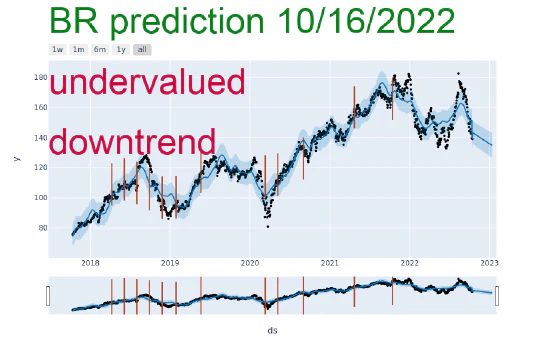 BR prediction 10/16/2022
1w 1m 6m 1y all
undervalued
downtrend
180
160
140
120
100
80
y
2018 2019 2020 2021 2022 2023
ds